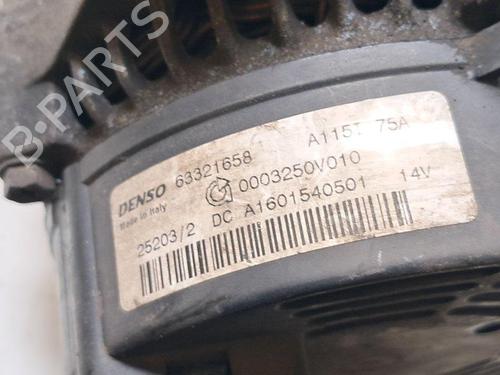 B-PARTS
DENSO 63321658 A115I 75A
Made in Italy 0003250V010
25203/2 DC A1601540501 14V